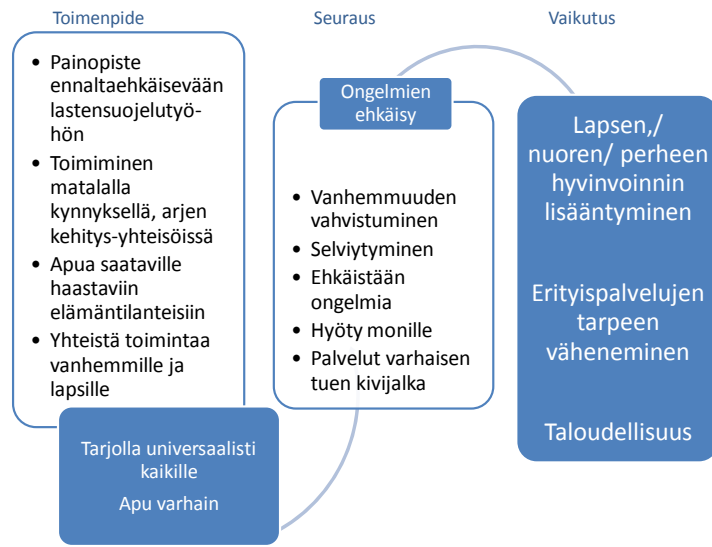 Toimenpide
Seuraus
Vaikutus
• Painopiste
ennaltaehkäisevään
lastensuojelutyö-
hön
• Toimiminen
matalalla
kynnyksellä, arjen
kehitys-yhteisöissä
• Apua saataville
haastaviin
elämäntilanteisiin
• Yhteistä toimintaa
vanhemmille ja
lapsille
Tarjolla universaalisti
kaikille
Apu varhain
Ongelmien
ehkäisy
• Vanhemmuuden
vahvistuminen
• Selviytyminen
• Ehkäistään
ongelmia
• Hyöty monille
• Palvelut varhaisen
tuen kivijalka
Lapsen,/
nuoren/ perheen
hyvinvoinnin
lisääntyminen
Erityispalvelujen
tarpeen
väheneminen
Taloudellisuus